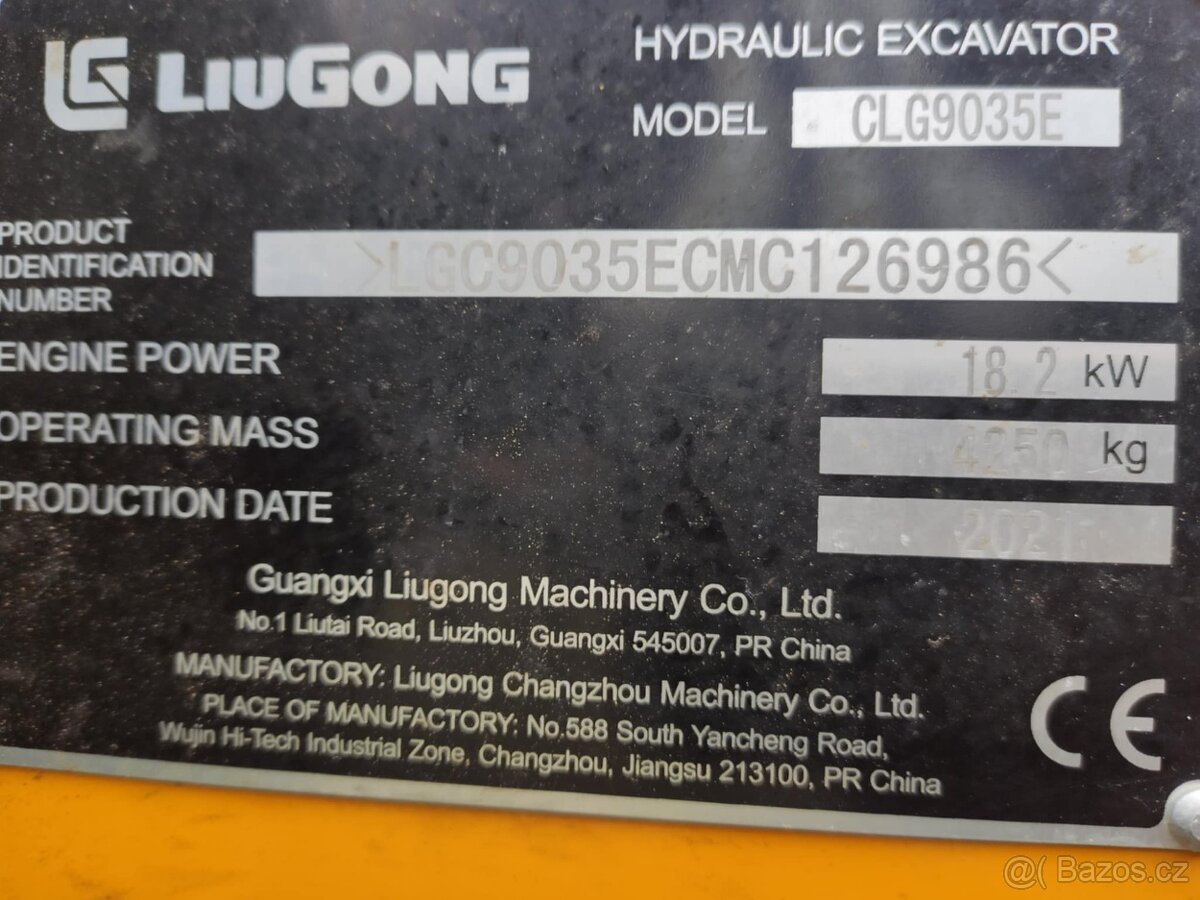 LG LIUGONG
HYDRAULIC EXCAVATOR
MODEL CLG9035E
PRODUCT
IDENTIFICATION
NUMBER
>LGC9035ECMC126986<
ENGINE POWER 18.2 kW
OPERATING MASS 4250 kg
PRODUCTION DATE 2021
Guangxi Liugong Machinery Co., Ltd.
No.1 Liutai Road, Liuzhou, Guangxi 545007, PR China
MANUFACTORY: Liugong Changzhou Machinery Co., Ltd.
PLACE OF MANUFACTORY: No.588 South Yancheng Road,
Wujin Hi-Tech Industrial Zone, Changzhou, Jiangsu 213100, PR China
CE
@( Bazos.cz